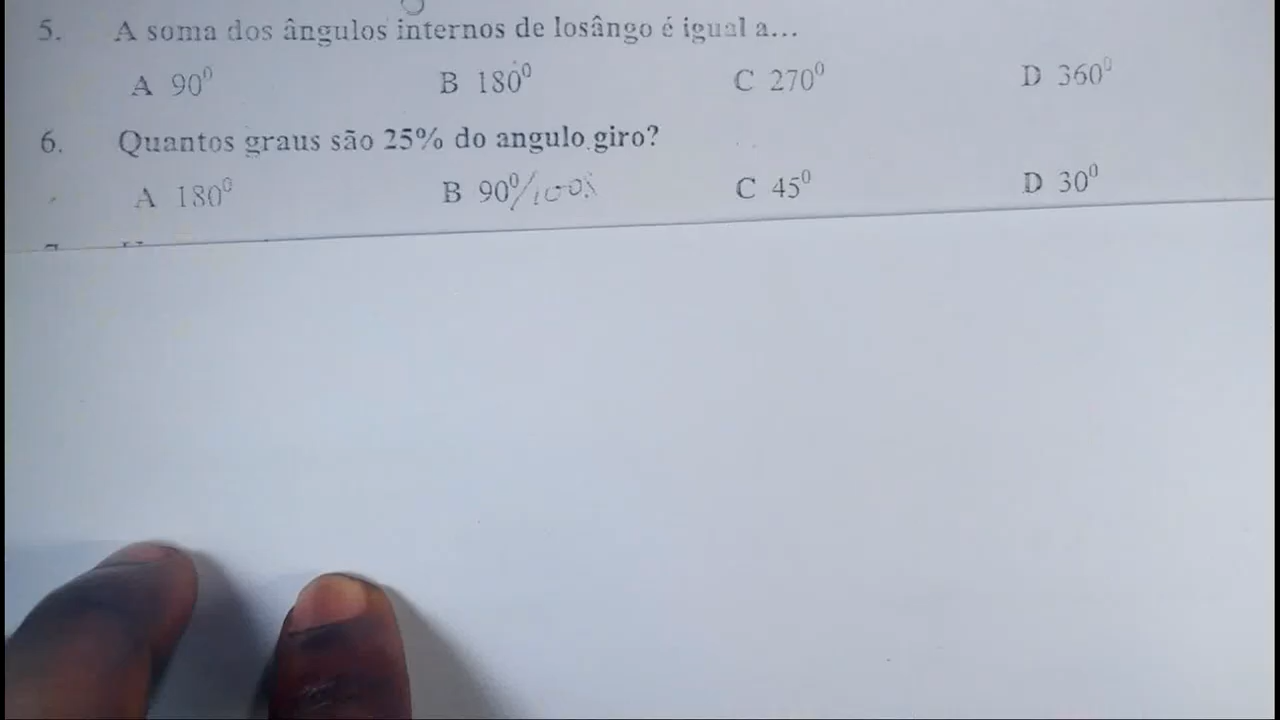 5. A soma dos ângulos internos de losângo é igual a...
A 90⁰ B 180⁰ C 270⁰ D 360⁰
6. Quantos graus são 25% do angulo giro?
A 180⁰ B 90⁰/100% C 45⁰ D 30⁰